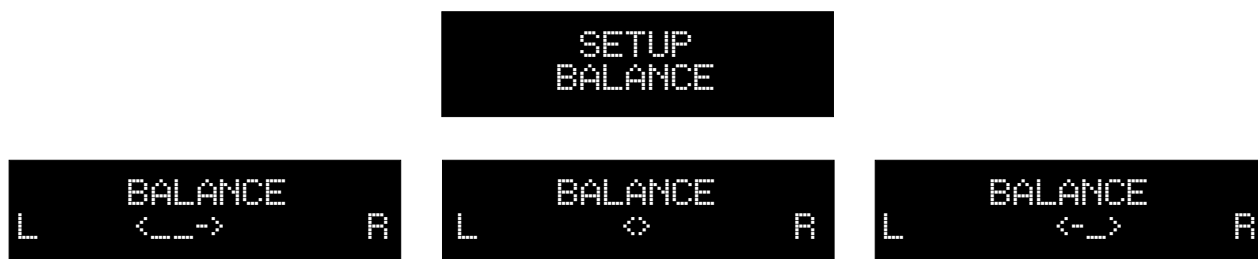 SETUP
BALANCE
BALANCE
L <__-> R
BALANCE
L <> R
BALANCE
L <-_> R